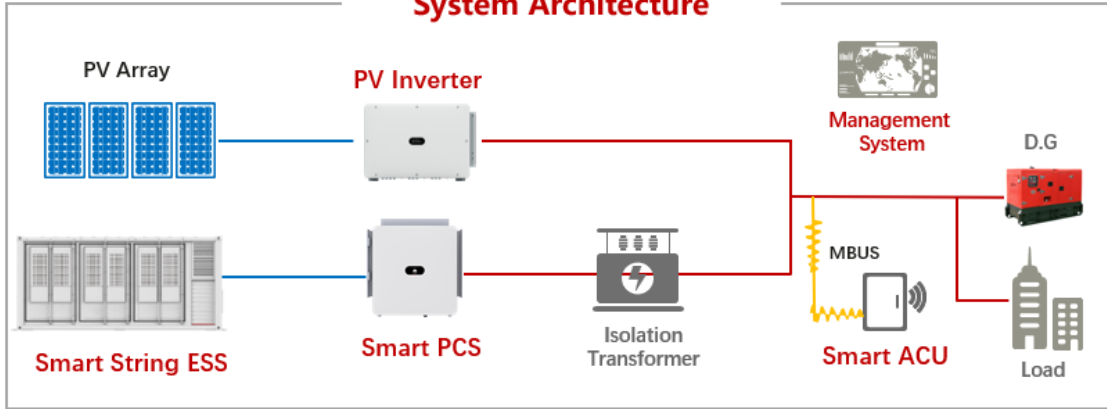 System Architecture
PV Array
PV Inverter
Management
System
D.G
MBUS
Smart String ESS
Smart PCS
Isolation
Transformer
Smart ACU
Load